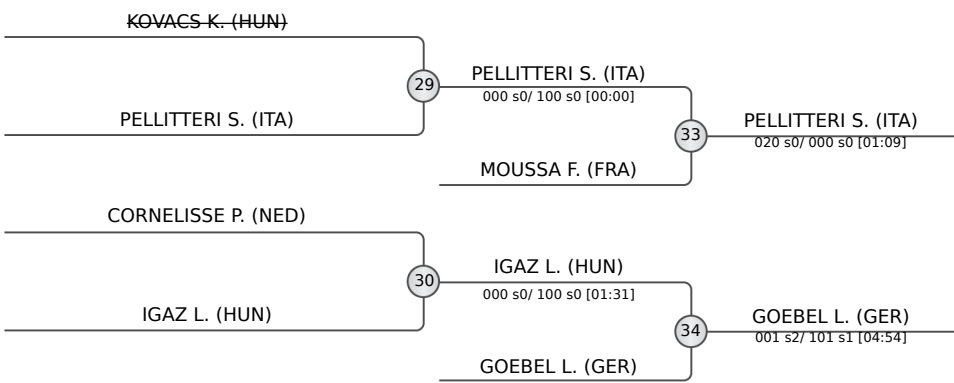 KOVACS K. (HUN)
29
PELLITTERI S. (ITA)
000 s0/ 100 s0 [00:00]
PELLITTERI S. (ITA)
33
PELLITTERI S. (ITA)
020 s0/ 000 s0 [01:09]
MOUSSA F. (FRA)
CORNELISSE P. (NED)
30
IGAZ L. (HUN)
000 s0/ 100 s0 [01:31]
IGAZ L. (HUN)
34
GOEBEL L. (GER)
001 s2/ 101 s1 [04:54]
GOEBEL L. (GER)